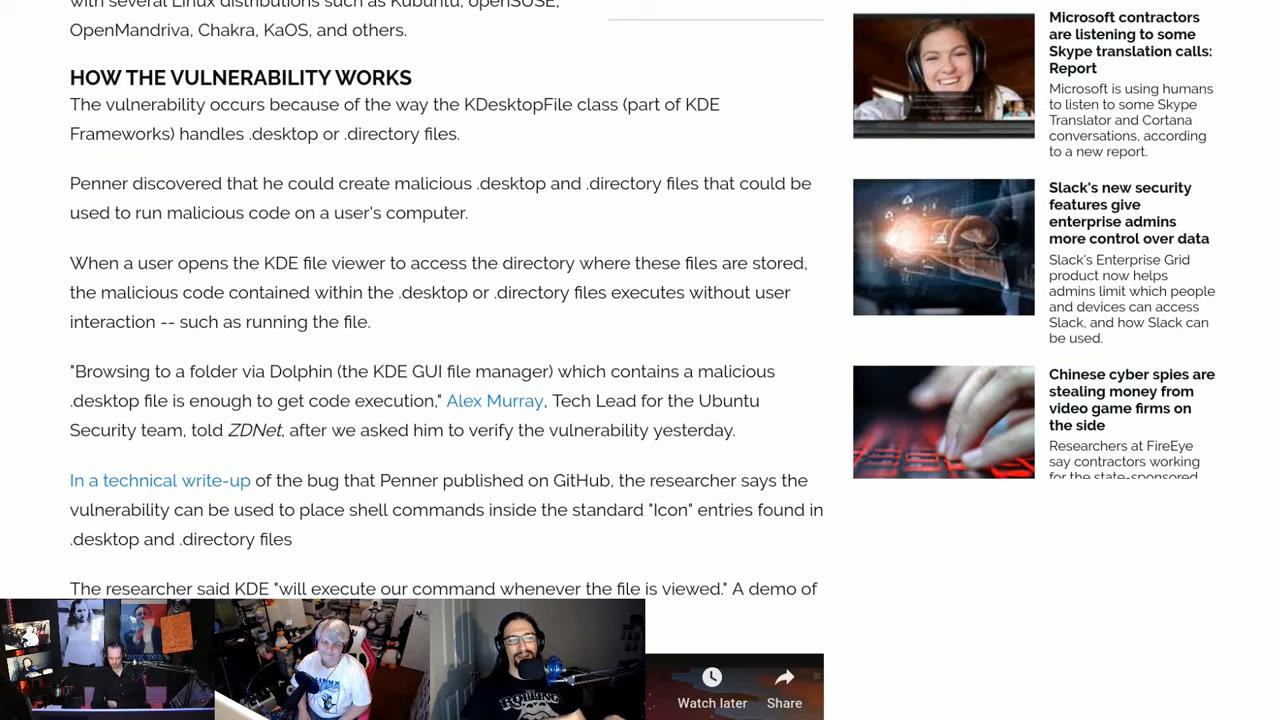 with several Linux distributions such as Kubuntu, openSUSE,
OpenMandriva, Chakra, KaOS, and others.
HOW THE VULNERABILITY WORKS
The vulnerability occurs because of the way the KDesktopFile class (part of KDE
Frameworks) handles .desktop or .directory files.
Penner discovered that he could create malicious .desktop and .directory files that could be
used to run malicious code on a user's computer.
When a user opens the KDE file viewer to access the directory where these files are stored,
the malicious code contained within the .desktop or .directory files executes without user
interaction -- such as running the file.
"Browsing to a folder via Dolphin (the KDE GUI file manager) which contains a malicious
.desktop file is enough to get code execution," Alex Murray, Tech Lead for the Ubuntu
Security team, told ZDNet, after we asked him to verify the vulnerability yesterday.
In a technical write-up of the bug that Penner published on GitHub, the researcher says the
vulnerability can be used to place shell commands inside the standard "Icon" entries found in
.desktop and .directory files
The researcher said KDE "will execute our command whenever the file is viewed." A demo of
Watch later
Share
Microsoft contractors
are listening to some
Skype translation calls:
Report
Microsoft is using humans
to listen to some Skype
Translator and Cortana
conversations, according
to a new report.
Slack's new security
features give
enterprise admins
more control over data
Slack's Enterprise Grid
product now helps
admins limit which people
and devices can access
Slack, and how Slack can
be used.
Chinese cyber spies are
stealing money from
video game firms on
the side
Researchers at FireEye
say contractors working
for the state-sponsored
LINUX
ROLLING